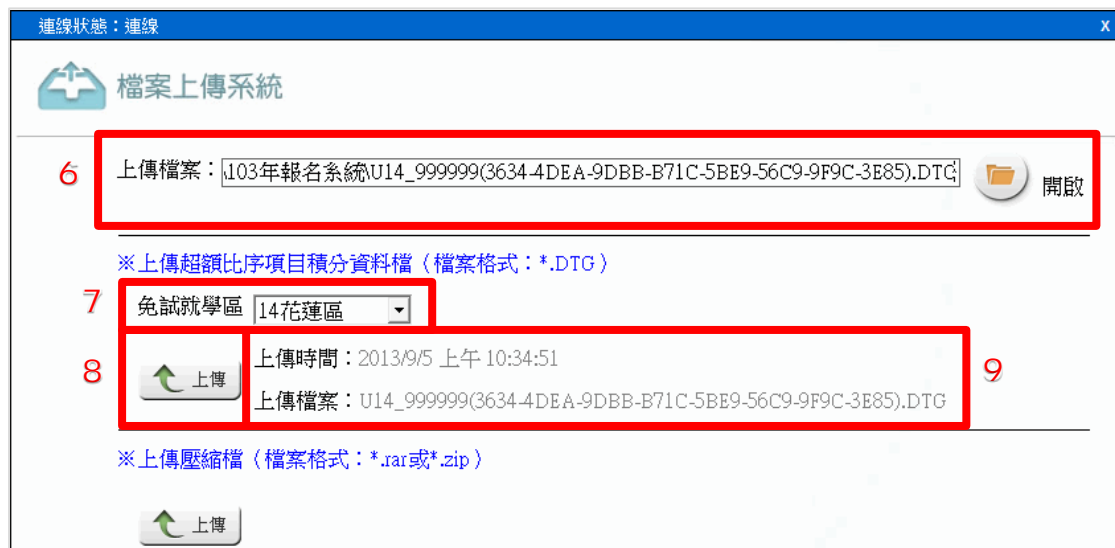 連線狀態：連線 X
檔案上傳系統
6 上傳檔案：\103年報名系統\U14_999999(3634-4DEA-9DBB-B71C-5BE9-56C9-9F9C-3E85).DTG 開啟
※上傳超額比序項目積分資料檔（檔案格式：*.DTG）
7 免試就學區 14花蓮區
8 上傳 上傳時間：2013/9/5 上午 10:34:51 9
上傳檔案：U14_999999(3634-4DEA-9DBB-B71C-5BE9-56C9-9F9C-3E85).DTG
※上傳壓縮檔（檔案格式：*.rar或*.zip）
上傳